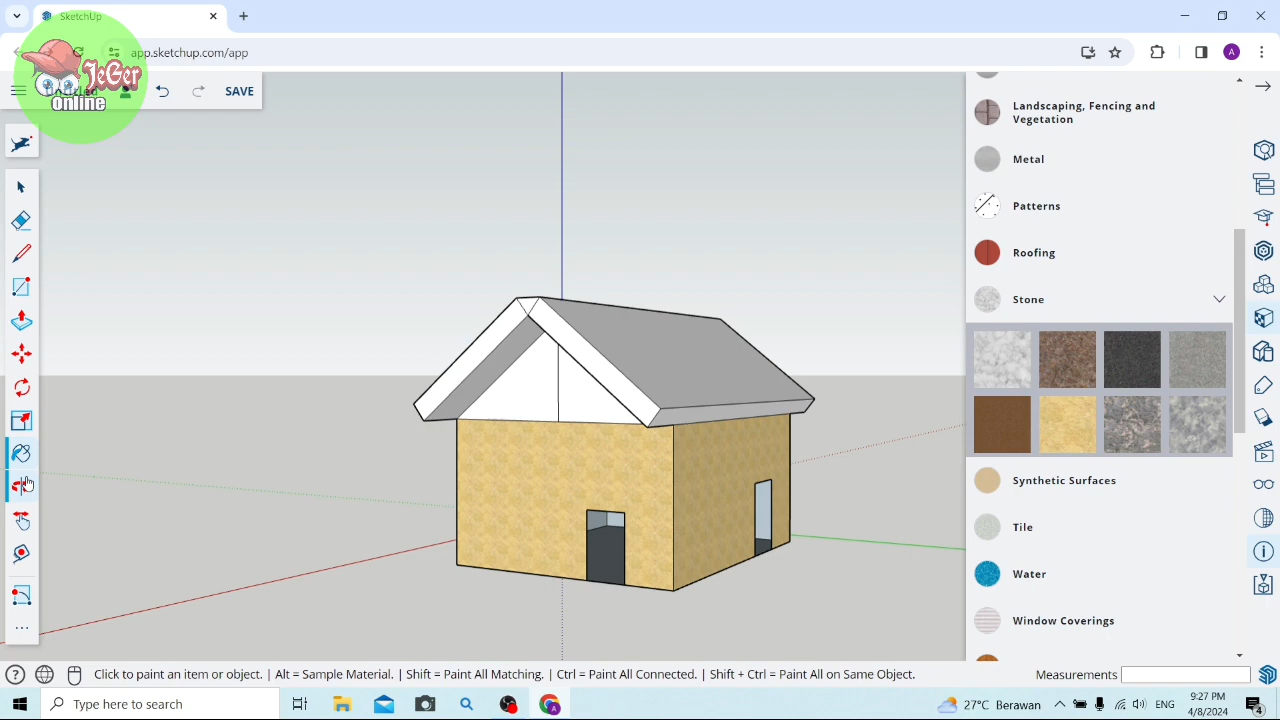 SketchUp
app.sketchup.com/app
A
JeGer
online
SAVE
Landscaping, Fencing and
Vegetation
Metal
Patterns
Roofing
Stone
Synthetic Surfaces
Tile
Water
Window Coverings
Click to paint an item or object. | Alt = Sample Material. | Shift = Paint All Matching. | Ctrl = Paint All Connected. | Shift + Ctrl = Paint All on Same Object.
Measurements
Type here to search
A
27°C Berawan
ENG
9:27 PM
4/8/2024
4